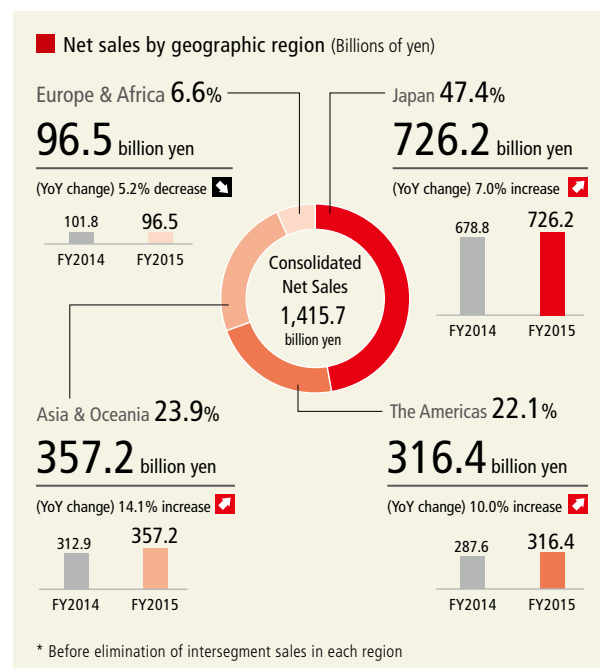 Net sales by geographic region (Billions of yen)
Europe & Africa 6.6%
96.5 billion yen
(YoY change) 5.2% decrease
101.8
96.5
FY2014
FY2015
Japan 47.4%
726.2 billion yen
(YoY change) 7.0% increase
678.8
726.2
FY2014
FY2015
Consolidated
Net Sales
1,415.7
billion yen
Asia & Oceania 23.9%
357.2 billion yen
(YoY change) 14.1% increase
312.9
357.2
FY2014
FY2015
The Americas 22.1%
316.4 billion yen
(YoY change) 10.0% increase
287.6
316.4
FY2014
FY2015
* Before elimination of intersegment sales in each region